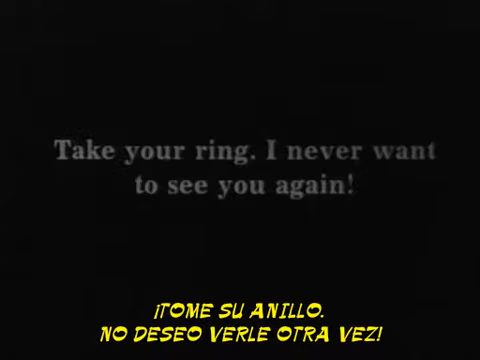 Take your ring. I never want
to see you again!
¡TOME SU ANILLO.
NO DESEO VERLE OTRA VEZ!